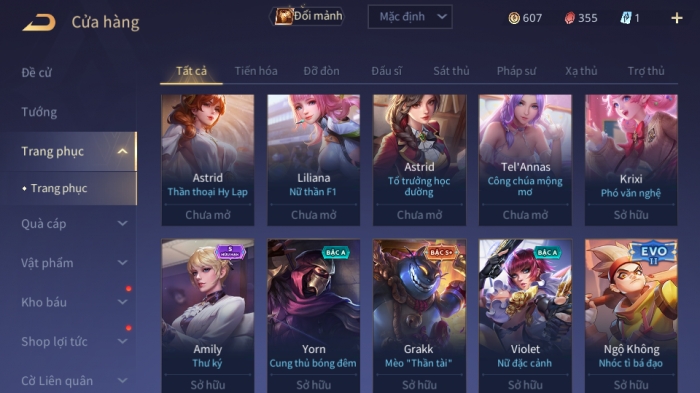 Cửa hàng
Đổi mảnh
Mặc định
607
355
1
Đề cử
Tướng
Trang phục
Trang phục
Quà cáp
Vật phẩm
Kho báu
Shop lợi tức
Cờ Liên quân
Tất cả Tiến hóa Đỡ đòn Đấu sĩ Sát thủ Pháp sư Xạ thủ Trợ thủ
Astrid
Thần thoại Hy Lạp
Chưa mở
Liliana
Nữ thần F1
Chưa mở
Astrid
Tổ trưởng học
đường
Chưa mở
Tel'Annas
Công chúa mộng
mơ
Chưa mở
Krixi
Phó văn nghệ
Sở hữu
S
HỮU HẠN
Amily
Thư ký
Sở hữu
BẬC A
Yorn
Cung thủ bóng đêm
Sở hữu
BẬC S+
Grakk
Mèo "Thần tài"
Sở hữu
BẬC A
Violet
Nữ đặc cảnh
Sở hữu
EVO
II
Ngộ Không
Nhóc tì bá đạo
Sở hữu